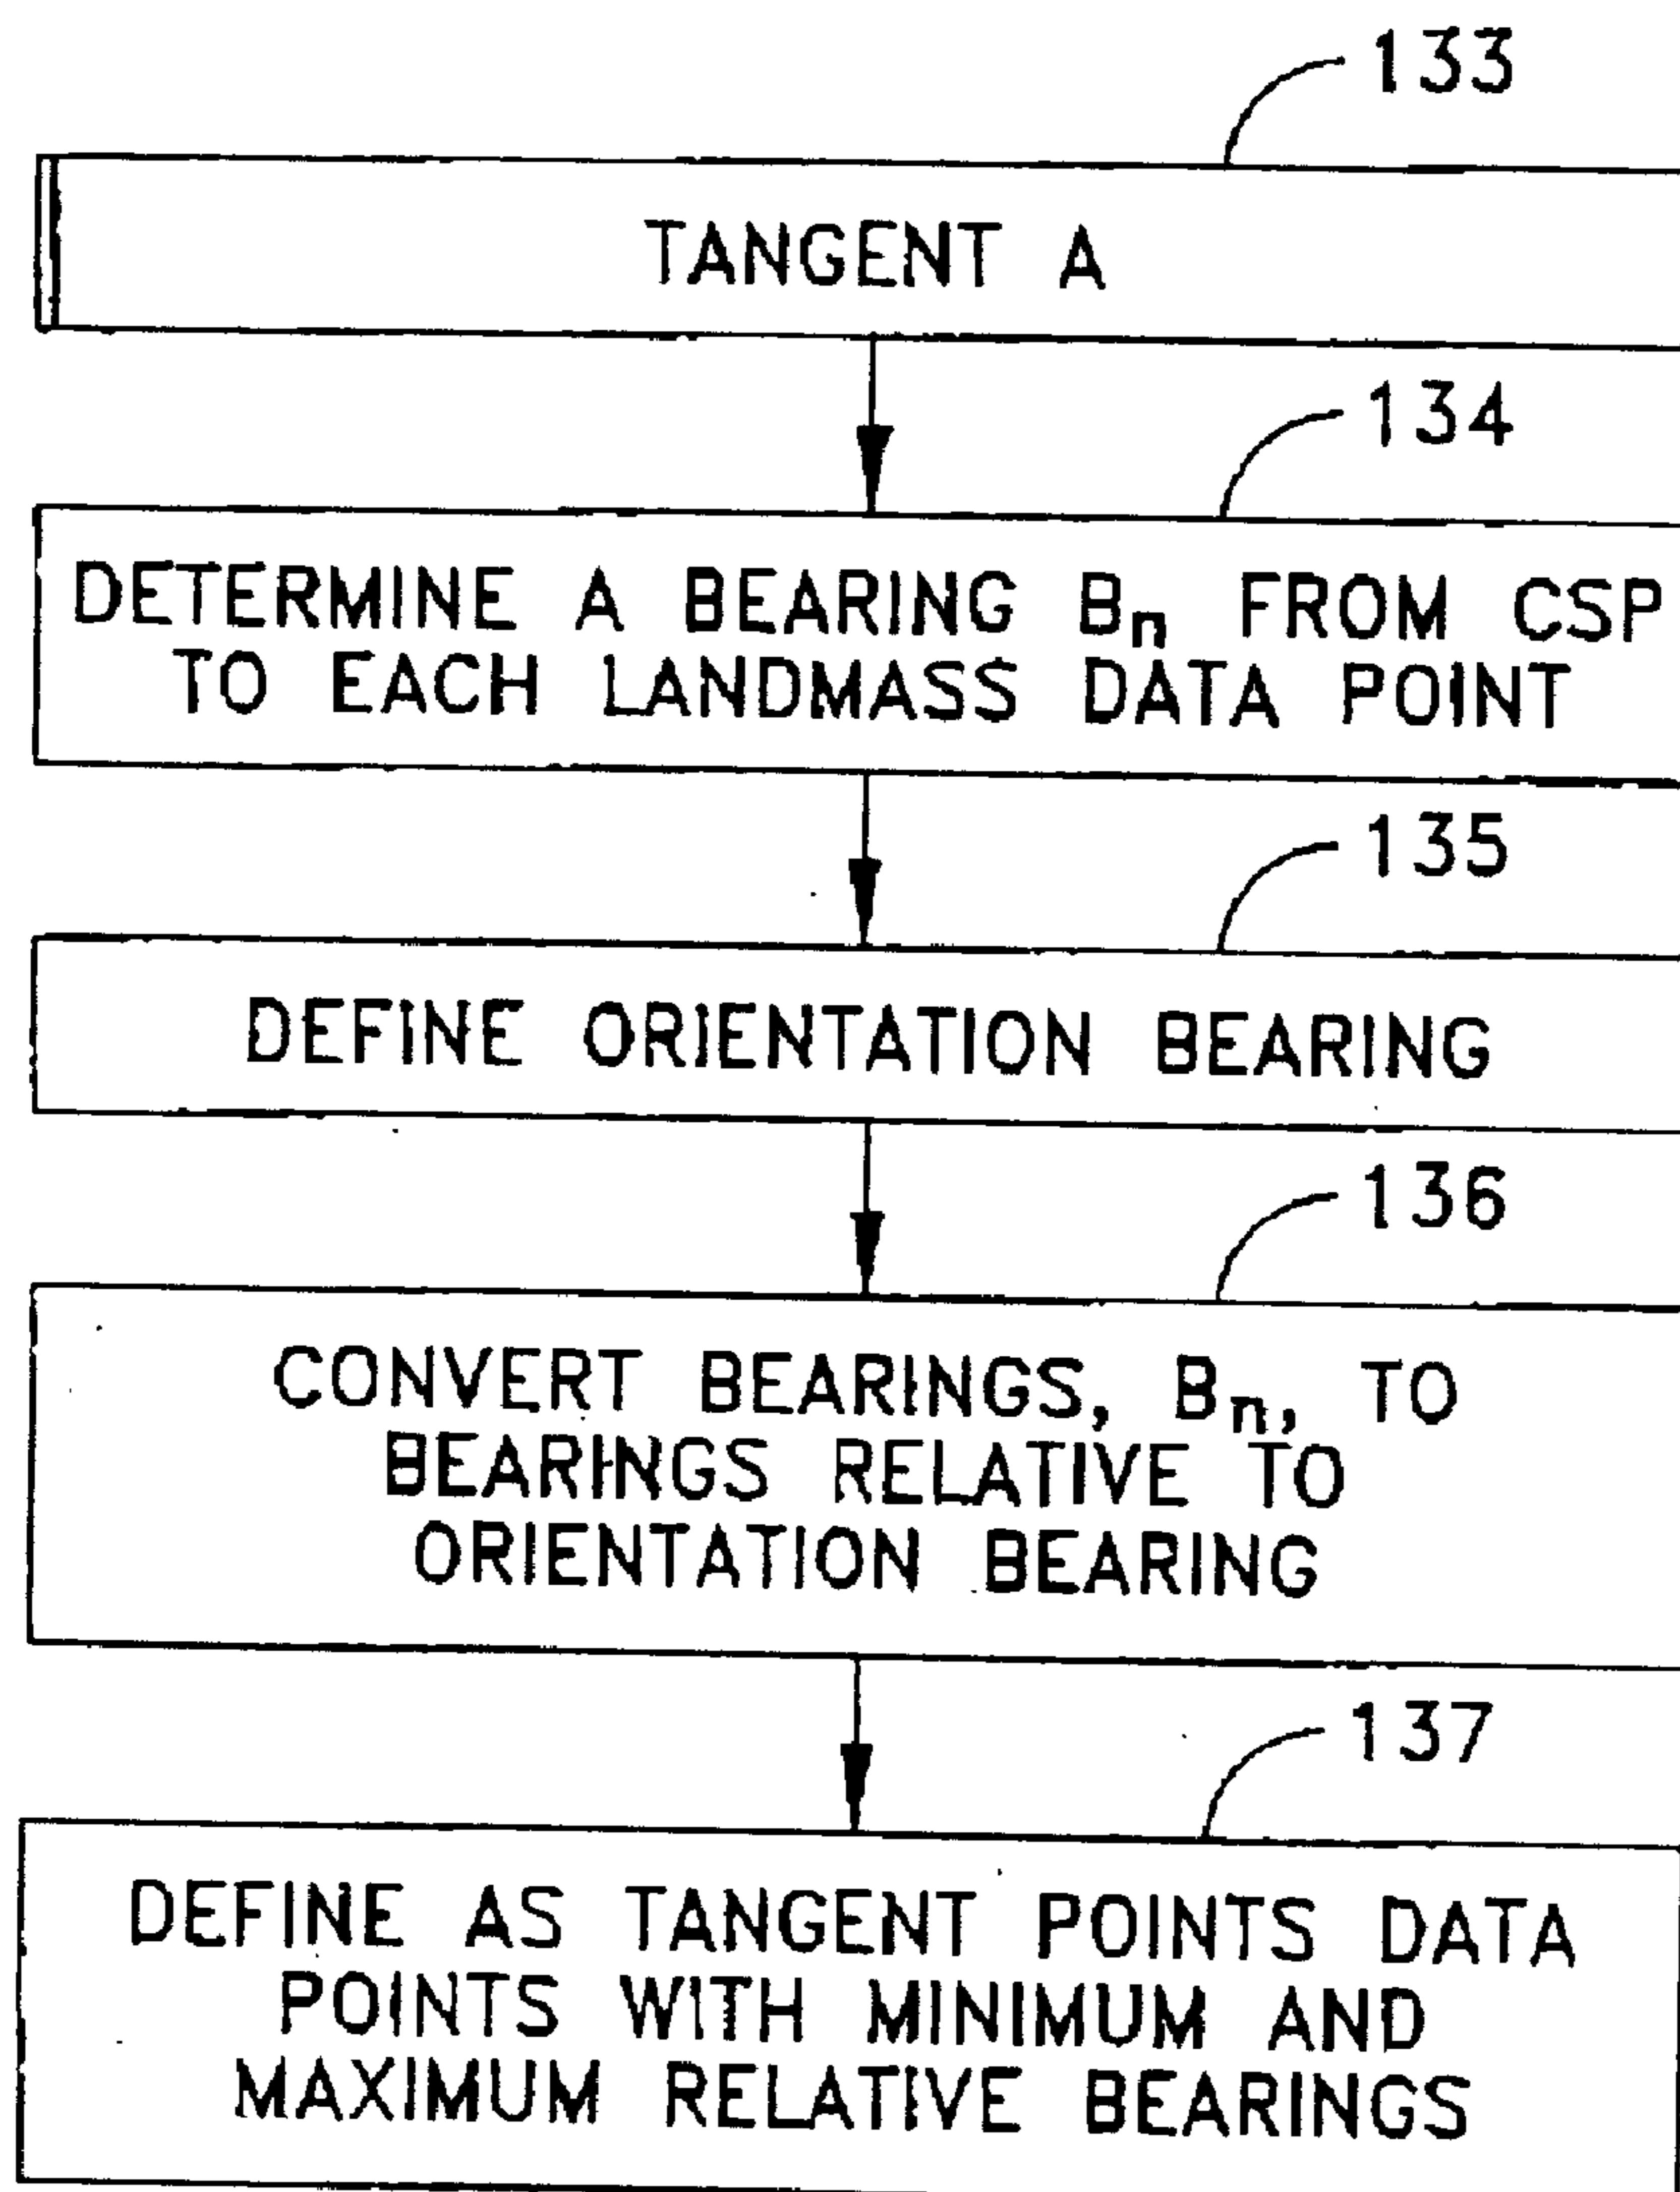 133
TANGENT A
134
DETERMINE A BEARING Bn FROM CSP
TO EACH LANDMASS DATA POINT
135
DEFINE ORIENTATION BEARING
136
CONVERT BEARINGS, Bn, TO
BEARINGS RELATIVE TO
ORIENTATION BEARING
137
DEFINE AS TANGENT POINTS DATA
POINTS WITH MINIMUM AND
MAXIMUM RELATIVE BEARINGS